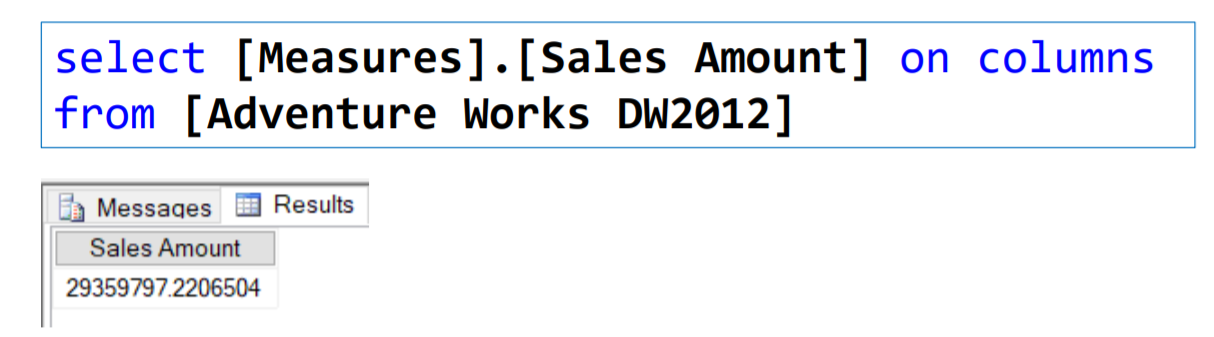 select [Measures].[Sales Amount] on columns
from [Adventure Works DW2012]
Messages Results
Sales Amount
29359797.2206504